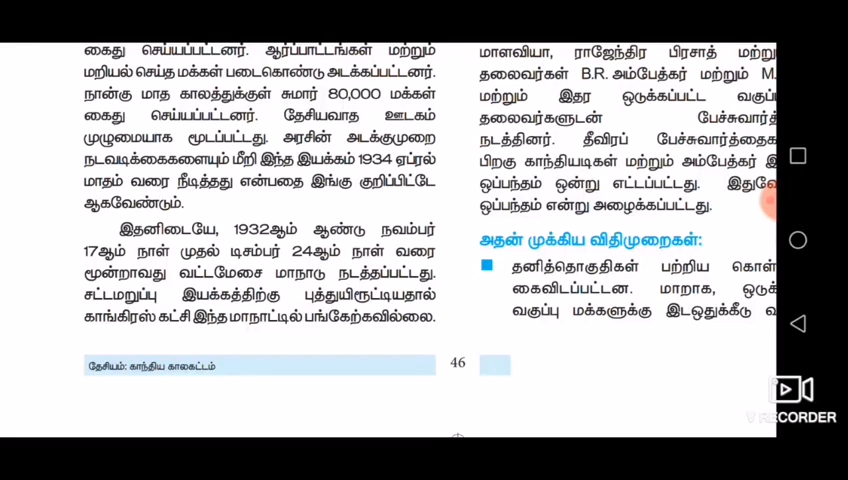 கைது செய்யப்பட்டனர். ஆர்ப்பாட்டங்கள் மற்றும்
மறியல் செய்த மக்கள் படைகொண்டு அடக்கப்பட்டனர்.
நான்கு மாத காலத்துக்குள் சுமார் 80,000 மக்கள்
கைது செய்யப்பட்டனர். தேசியவாத ஊடகம்
முழுமையாக மூடப்பட்டது. அரசின் அடக்குமுறை
நடவடிக்கைகளையும் மீறி இந்த இயக்கம் 1934 ஏப்ரல்
மாதம் வரை நீடித்தது என்பதை இங்கு குறிப்பிட்டே
ஆகவேண்டும்.
இதனிடையே, 1932ஆம் ஆண்டு நவம்பர்
17ஆம் நாள் முதல் டிசம்பர் 24ஆம் நாள் வரை
மூன்றாவது வட்டமேசை மாநாடு நடத்தப்பட்டது.
சட்டமறுப்பு இயக்கத்திற்கு புத்துயிரூட்டியதால்
காங்கிரஸ் கட்சி இந்த மாநாட்டில் பங்கேற்கவில்லை.
தேசியம்: காந்திய காலகட்டம்
46
மாளவியா, ராஜேந்திர பிரசாத் மற்று
தலைவர்கள் B.R. அம்பேத்கர் மற்றும் M.
மற்றும் இதர ஒடுக்கப்பட்ட வகுப்
தலைவர்களுடன் பேச்சுவார்த்
நடத்தினர். தீவிரப் பேச்சுவார்த்தைக
பிறகு காந்தியடிகள் மற்றும் அம்பேத்கர் இ
ஒப்பந்தம் ஒன்று எட்டப்பட்டது. இதுவே
ஒப்பந்தம் என்று அழைக்கப்பட்டது.
அதன் முக்கிய விதிமுறைகள்:
தனித்தொகுதிகள் பற்றிய கொள்
கைவிடப்பட்டன. மாறாக, ஒடுக்
வகுப்பு மக்களுக்கு இடஒதுக்கீடு வ
RECORDER